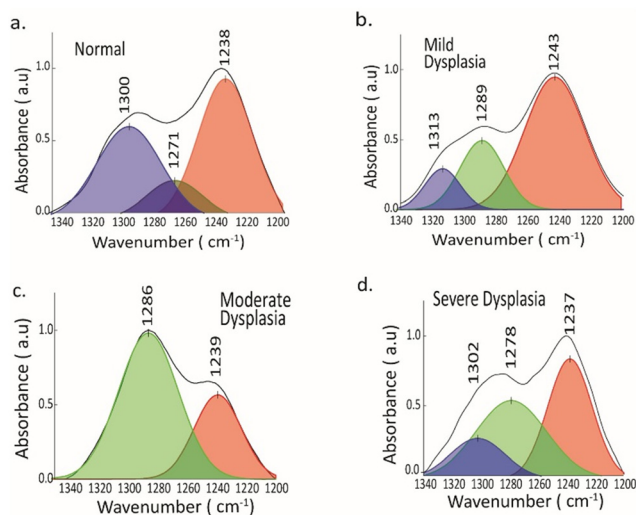 a.
Normal
1300
1271
1238
Absorbance ( a.u)
1.0
0.5
0.0
1340 1320 1300 1280 1260 1240 1220 1200
Wavenumber ( cm-1)
b.
Mild
Dysplasia
1313
1289
1243
Absorbance ( a.u)
1.0
0.5
0.0
1340 1320 1300 1280 1260 1240 1220 1200
Wavenumber ( cm-1)
c.
Moderate
Dysplasia
1286
1239
Absorbance ( a.u)
1.0
0.5
1340 1320 1300 1280 1260 1240 1220 1200
Wavenumber ( cm-1)
d.
Severe Dysplasia
1302
1278
1237
Absorbance ( a.u)
1.0
0.5
0.0
1340 1320 1300 1280 1260 1240 1220 1200
Wavenumber ( cm-1)